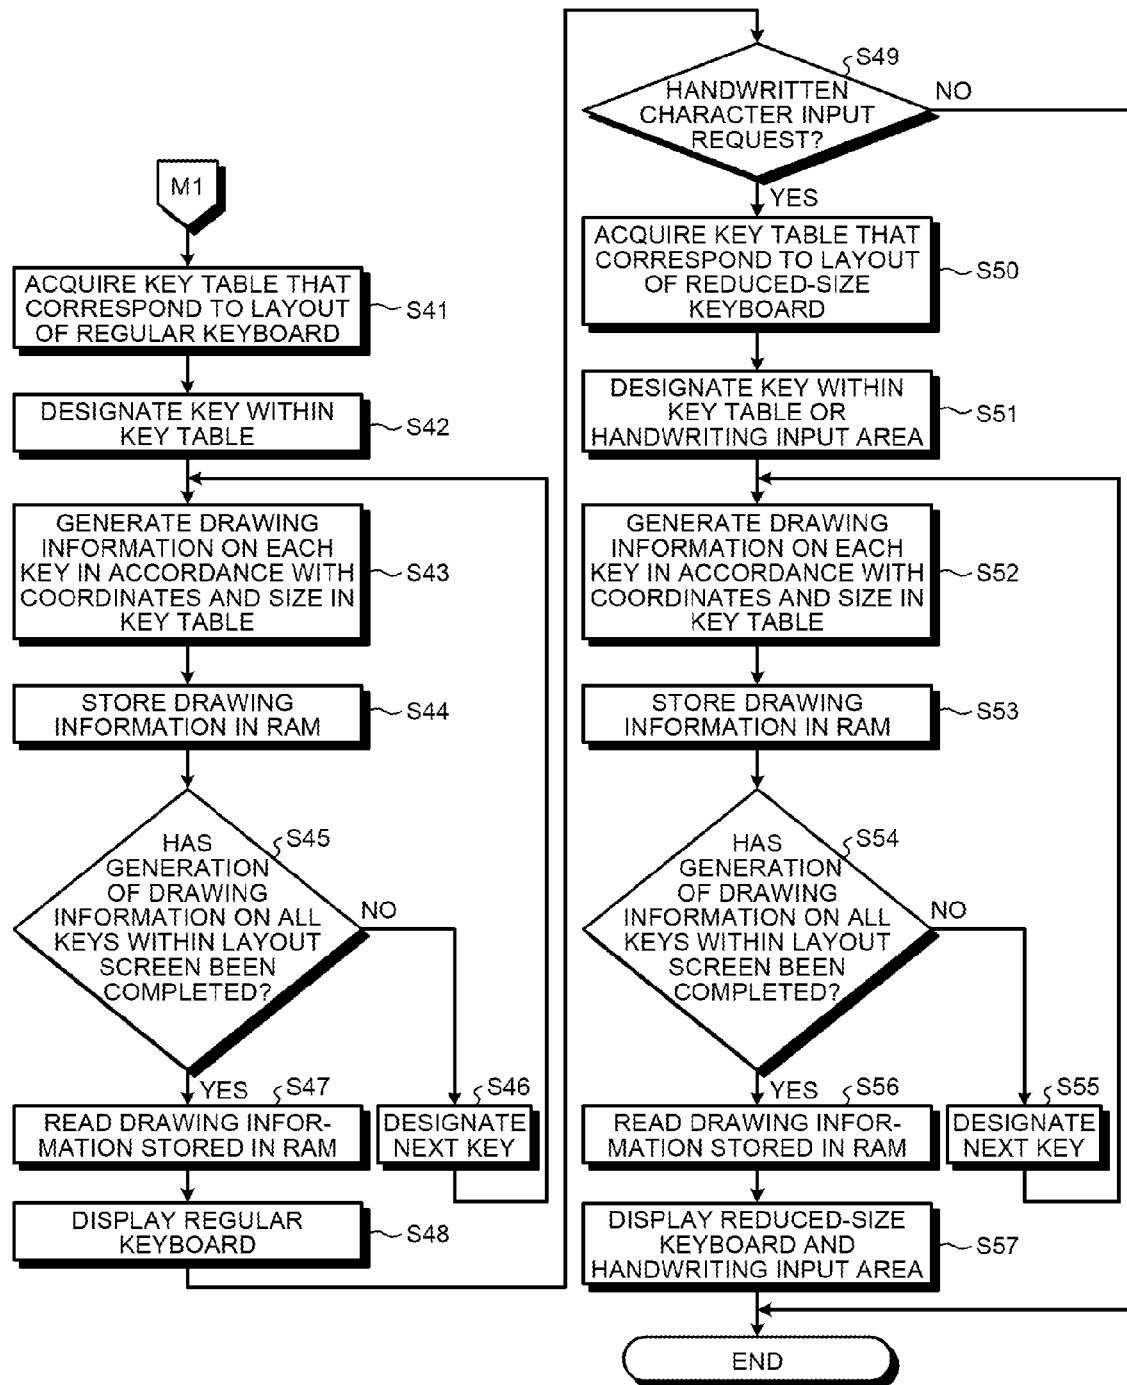 M1
ACQUIRE KEY TABLE THAT
CORRESPOND TO LAYOUT
OF REGULAR KEYBOARD
S41
DESIGNATE KEY WITHIN
KEY TABLE
S42
GENERATE DRAWING
INFORMATION ON EACH
KEY IN ACCORDANCE WITH
COORDINATES AND SIZE IN
KEY TABLE
S43
STORE DRAWING
INFORMATION IN RAM
S44
HAS
GENERATION
OF DRAWING
INFORMATION ON ALL
KEYS WITHIN LAYOUT
SCREEN BEEN
COMPLETED?
S45
NO
YES
S47
READ DRAWING INFOR-
MATION STORED IN RAM
S46
DESIGNATE
NEXT KEY
DISPLAY REGULAR
KEYBOARD
S48
S49
HANDWRITTEN
CHARACTER INPUT
REQUEST?
NO
YES
ACQUIRE KEY TABLE THAT
CORRESPOND TO LAYOUT
OF REDUCED-SIZE
KEYBOARD
S50
DESIGNATE KEY WITHIN
KEY TABLE OR
HANDWRITING INPUT AREA
S51
GENERATE DRAWING
INFORMATION ON EACH
KEY IN ACCORDANCE WITH
COORDINATES AND SIZE IN
KEY TABLE
S52
STORE DRAWING
INFORMATION IN RAM
S53
HAS
GENERATION
OF DRAWING
INFORMATION ON ALL
KEYS WITHIN LAYOUT
SCREEN BEEN
COMPLETED?
S54
NO
YES
S56
READ DRAWING INFOR-
MATION STORED IN RAM
S55
DESIGNATE
NEXT KEY
DISPLAY REDUCED-SIZE
KEYBOARD AND
HANDWRITING INPUT AREA
S57
END